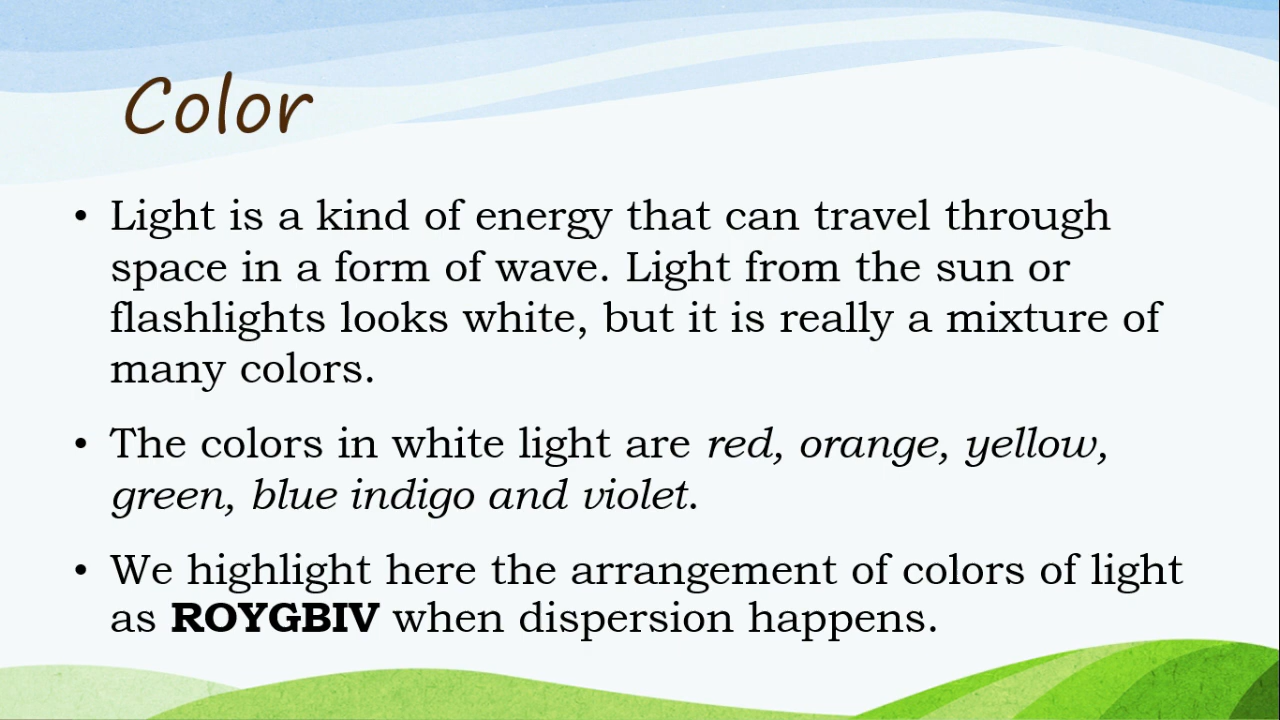 Color
• Light is a kind of energy that can travel through
space in a form of wave. Light from the sun or
flashlights looks white, but it is really a mixture of
many colors.
• The colors in white light are red, orange, yellow,
green, blue indigo and violet.
• We highlight here the arrangement of colors of light
as ROYGBIV when dispersion happens.